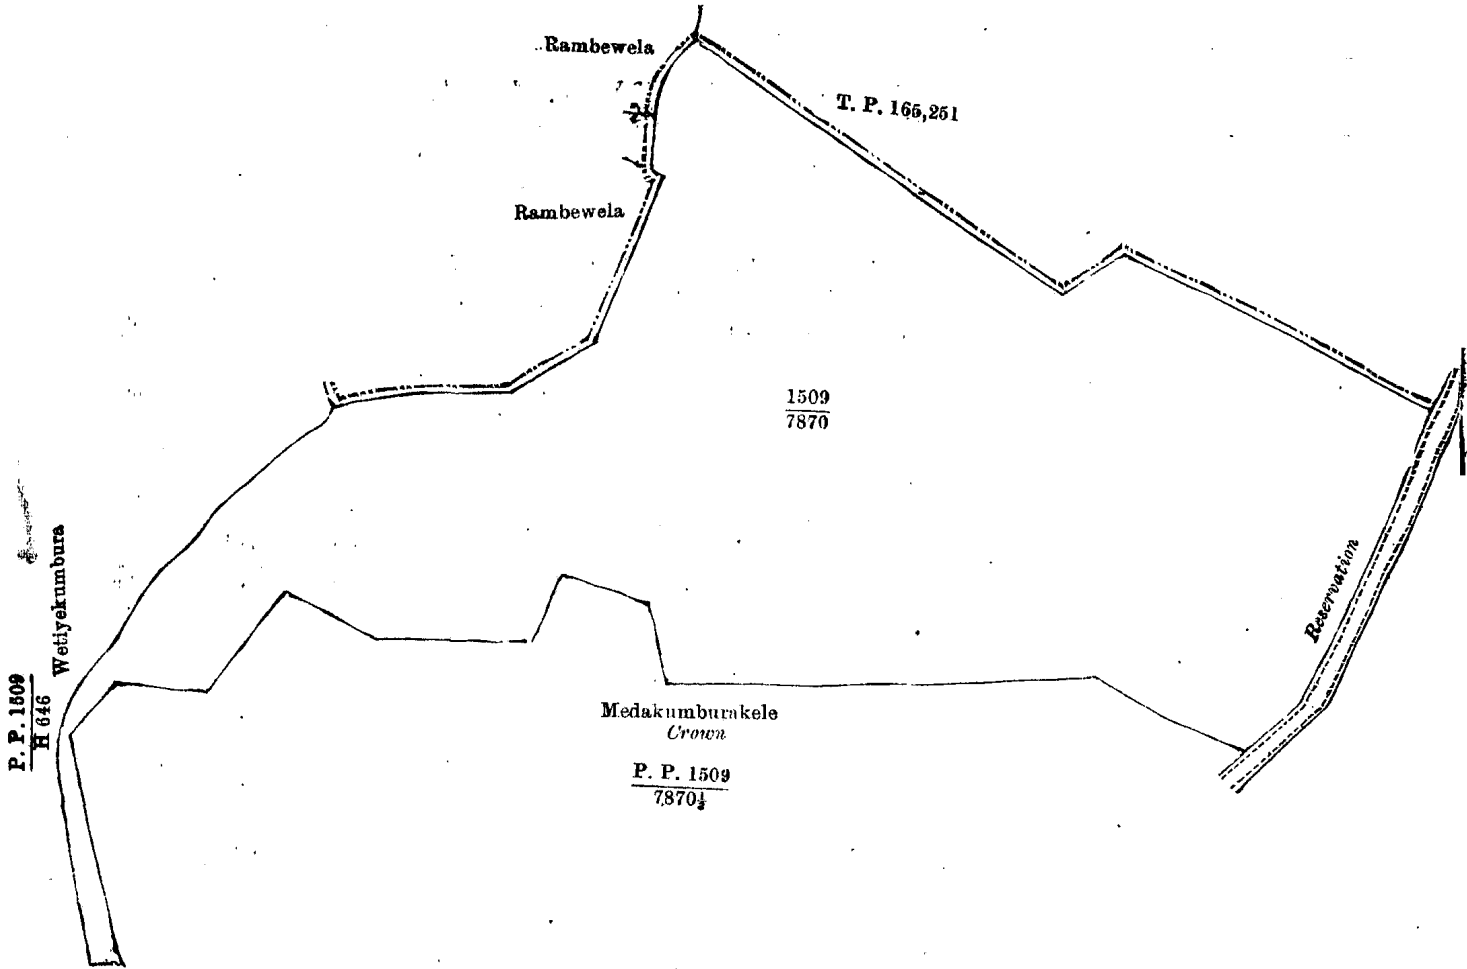 Rambewela
T. P. 165,251
Rambewela
1509
7870
Wetiyekumbura
P. P. 1509
H 646
Reservation
Medakumburakele
Crown
P. P. 1509
7870½